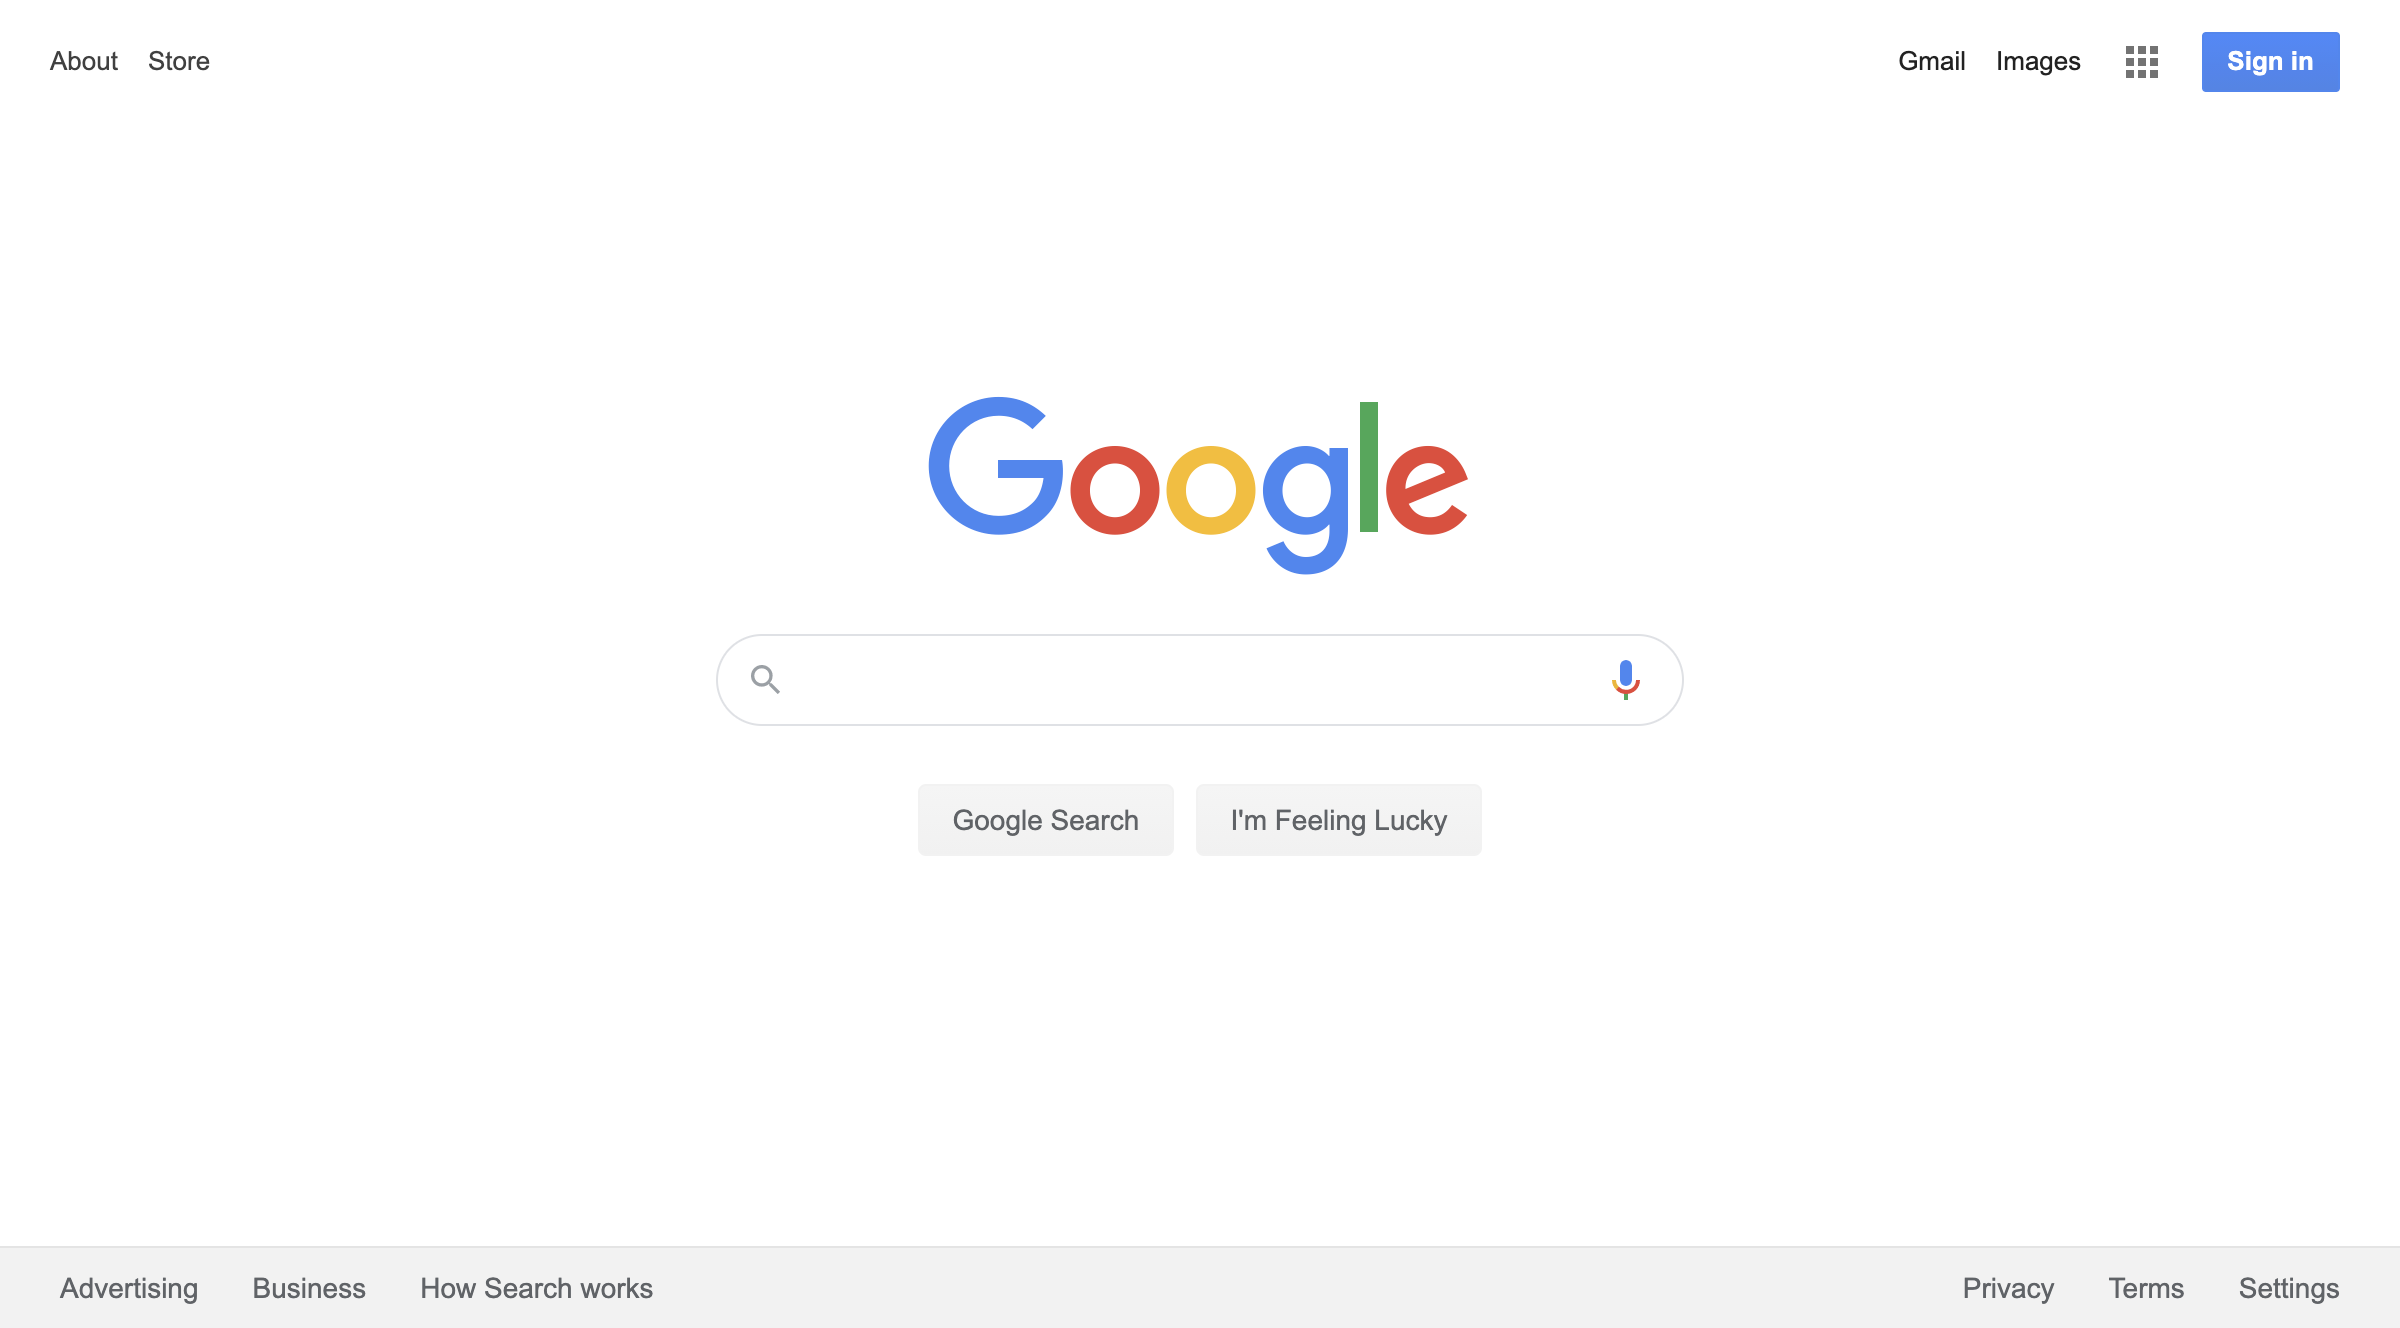 About Store Gmail Images Sign in
Google
Google Search I'm Feeling Lucky
Advertising Business How Search works Privacy Terms Settings